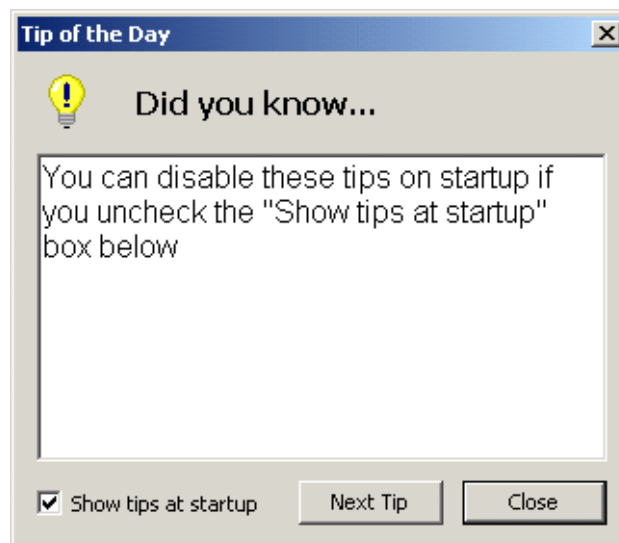 Tip of the Day
Did you know...
You can disable these tips on startup if
you uncheck the "Show tips at startup"
box below
Show tips at startup Next Tip Close